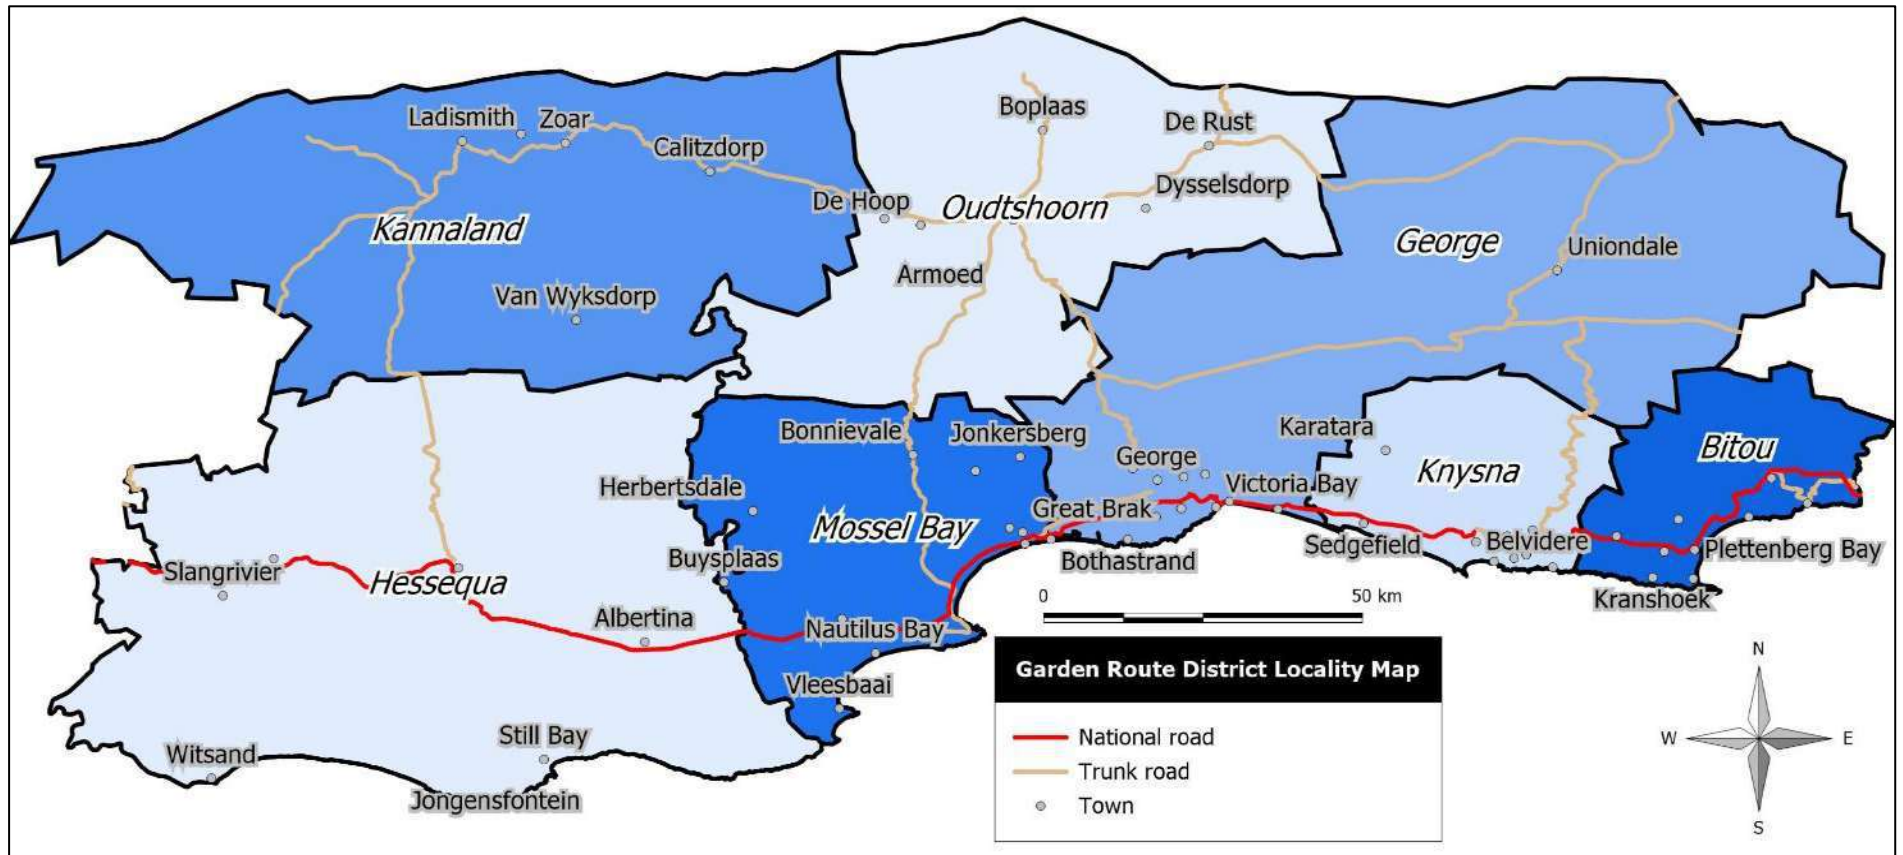 Boplaas
Ladismith
Zoar
De Rust
Calitzdorp
Dysselsdorp
De Hoop
Oudtshoorn
Kannaland
George
Uniondale
Armoed
Van Wyksdorp
Bonnievale
Jonkersberg
Karatara
George
Knysna
Bitou
Herbertsdale
Victoria Bay
Great Brak
Mossel Bay
Buysplaas
Bothastrand
Sedgefield
Belvidere
Plettenberg Bay
Slangrivier
Hessequa
Kranshoek
Albertina
Nautilus Bay
Vleesbaai
Still Bay
Witsand
Jongensfontein
0 50 km
Garden Route District Locality Map
National road
Trunk road
Town
N
W E
S